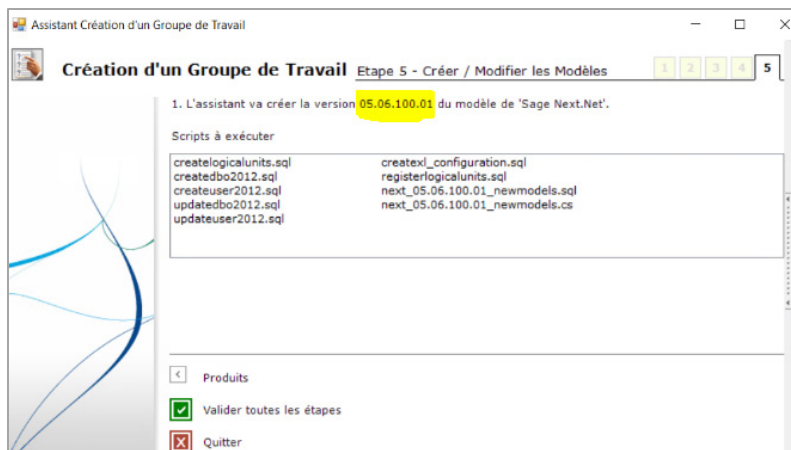 Assistant Création d'un Groupe de Travail
Création d'un Groupe de Travail Etape 5 - Créer / Modifier les Modèles 1 2 3 4 5
1. L'assistant va créer la version 05.06.100.01 du modèle de 'Sage Next.Net'.
Scripts à exécuter
createlogicalunits.sql createxl_configuration.sql
createdbo2012.sql registerlogicalunits.sql
createuser2012.sql next_05.06.100.01_newmodels.sql
updatedbo2012.sql next_05.06.100.01_newmodels.cs
updateuser2012.sql
Produits
Valider toutes les étapes
Quitter